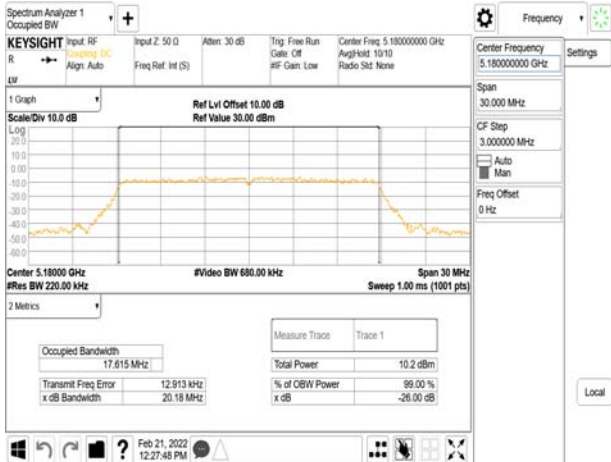 Spectrum Analyzer 1
Occupied BW
Frequency
KEYSIGHT
R
LVI
Input: RF
Coupling: DC
Align: Auto
Input Z: 50 Ω
Freq Ref: Int (S)
Atten: 30 dB
Trig: Free Run
Gate: Off
#IF Gain: Low
Center Freq: 5.180000000 GHz
Avg|Hold: 10/10
Radio Std: None
Center Frequency
5.180000000 GHz
Settings
Span
30.000 MHz
CF Step
3.000000 MHz
Auto
Man
Freq Offset
0 Hz
Local
1 Graph
Scale/Div 10.0 dB
Ref Lvl Offset 10.00 dB
Ref Value 30.00 dBm
Log
20.0
10.0
0.00
-10.0
-20.0
-30.0
-40.0
-50.0
-60.0
Center 5.18000 GHz
#Video BW 680.00 kHz
Span 30 MHz
#Res BW 220.00 kHz
Sweep 1.00 ms (1001 pts)
2 Metrics
Measure Trace
Trace 1
Occupied Bandwidth
17.615 MHz
Total Power
10.2 dBm
Transmit Freq Error
12.913 kHz
% of OBW Power
99.00 %
x dB Bandwidth
20.18 MHz
x dB
-26.00 dB
?
Feb 21, 2022
12:27:48 PM